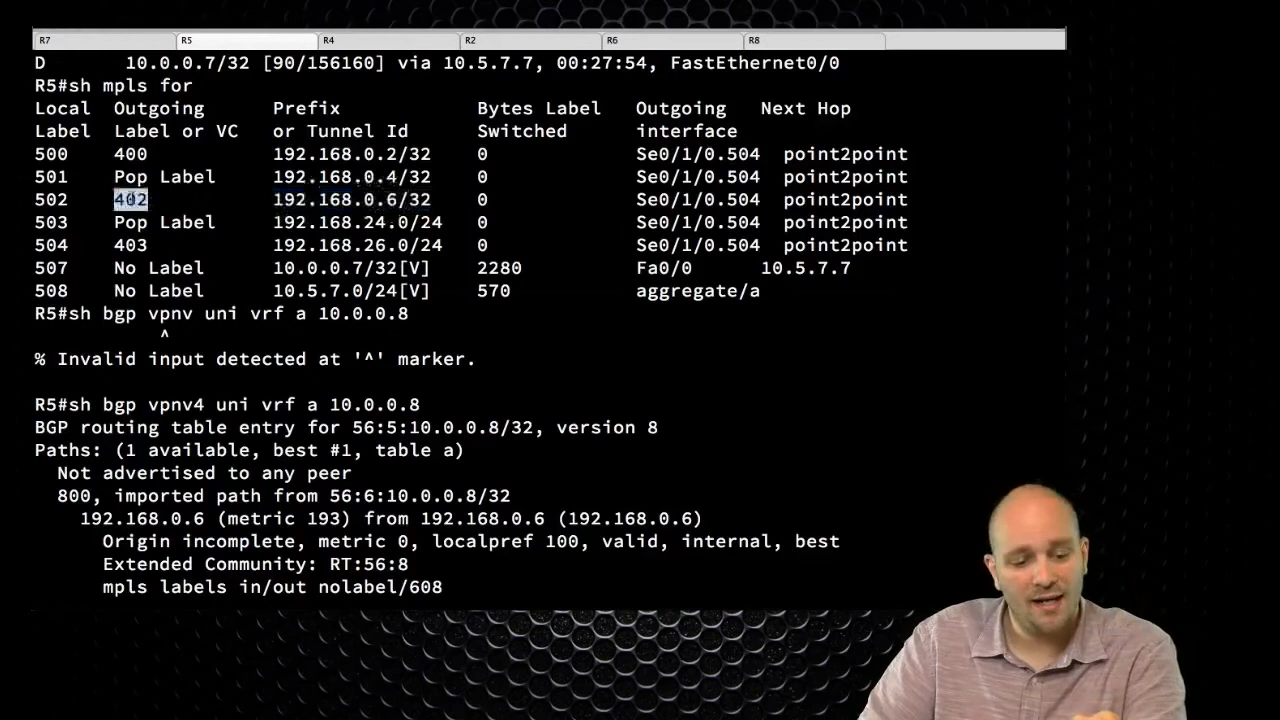 R7 R5 R4 R2 R6 R8
D 10.0.0.7/32 [90/156160] via 10.5.7.7, 00:27:54, FastEthernet0/0
R5#sh mpls for
Local Outgoing Prefix Bytes Label Outgoing Next Hop
Label Label or VC or Tunnel Id Switched interface
500 400 192.168.0.2/32 0 Se0/1/0.504 point2point
501 Pop Label 192.168.0.4/32 0 Se0/1/0.504 point2point
502 402 192.168.0.6/32 0 Se0/1/0.504 point2point
503 Pop Label 192.168.24.0/24 0 Se0/1/0.504 point2point
504 403 192.168.26.0/24 0 Se0/1/0.504 point2point
507 No Label 10.0.0.7/32[V] 2280 Fa0/0 10.5.7.7
508 No Label 10.5.7.0/24[V] 570 aggregate/a
R5#sh bgp vpnv uni vrf a 10.0.0.8
^
% Invalid input detected at '^' marker.
R5#sh bgp vpnv4 uni vrf a 10.0.0.8
BGP routing table entry for 56:5:10.0.0.8/32, version 8
Paths: (1 available, best #1, table a)
Not advertised to any peer
800, imported path from 56:6:10.0.0.8/32
192.168.0.6 (metric 193) from 192.168.0.6 (192.168.0.6)
Origin incomplete, metric 0, localpref 100, valid, internal, best
Extended Community: RT:56:8
mpls labels in/out nolabel/608